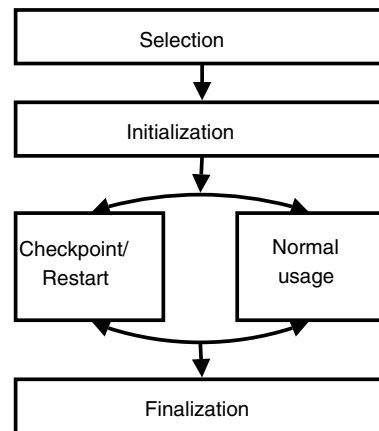 Selection
Initialization
Checkpoint/
Restart
Normal
usage
Finalization